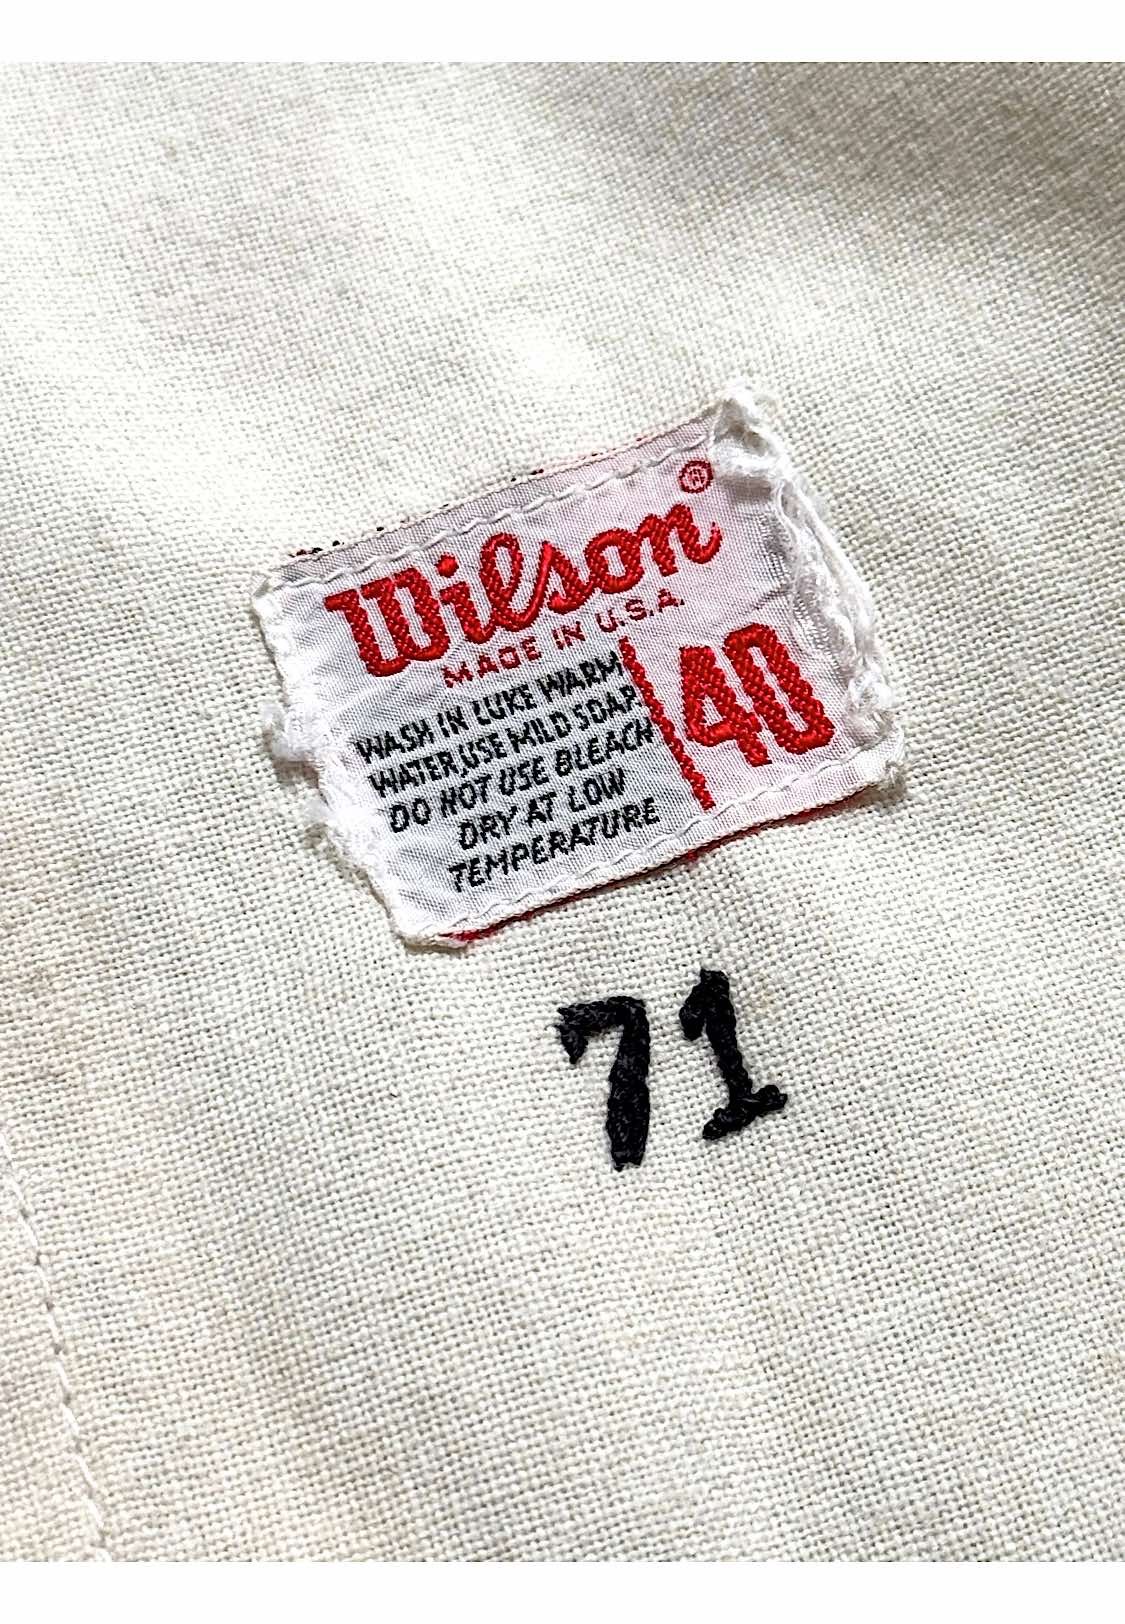 Wilson®
MADE IN U.S.A.
WASH IN LUKE WARM
WATER, USE MILD SOAP.
DO NOT USE BLEACH
DRY AT LOW
TEMPERATURE
40
71